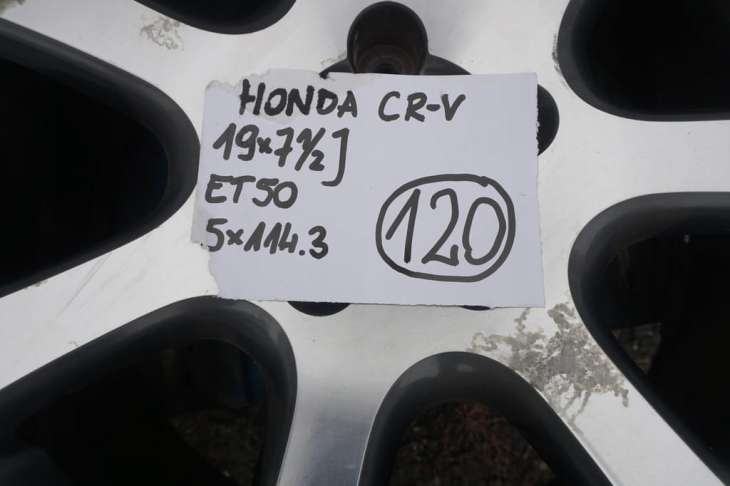 HONDA CR-V
19x7½J
ET50
5x114.3
120